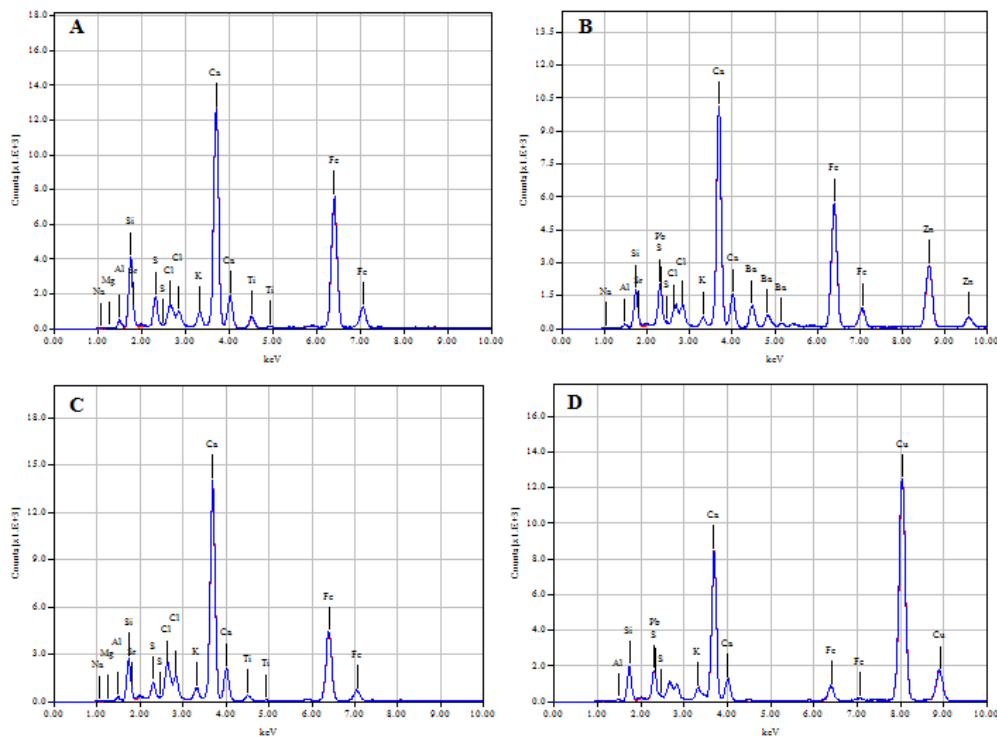 A
Counts[x1.E+3]
18.0
16.0
14.0
12.0
10.0
8.0
6.0
4.0
2.0
0.0
Na Mg Al Si Sr S S Cl Cl K Ca Ca Ti Ti Fe Fe
0.00 1.00 2.00 3.00 4.00 5.00 6.00 7.00 8.00 9.00 10.00
keV
B
Counts[x1.E+3]
13.5
12.0
10.5
9.0
7.5
6.0
4.5
3.0
1.5
0.0
Na Al Si Sr Pb S S Cl Cl K Ca Ca Ba Ba Ba Fe Fe Zn Zn
0.00 1.00 2.00 3.00 4.00 5.00 6.00 7.00 8.00 9.00 10.00
keV
C
Counts[x1.E+3]
18.0
15.0
12.0
9.0
6.0
3.0
0.0
Na Mg Al Si Sr S S Cl Cl K Ca Ca Ti Ti Fe Fe
0.00 1.00 2.00 3.00 4.00 5.00 6.00 7.00 8.00 9.00 10.00
keV
D
Counts[x1.E+3]
16.0
14.0
12.0
10.0
8.0
6.0
4.0
2.0
0.0
Al Si Pb S S K Ca Ca Fe Fe Cu Cu
0.00 1.00 2.00 3.00 4.00 5.00 6.00 7.00 8.00 9.00 10.00
keV